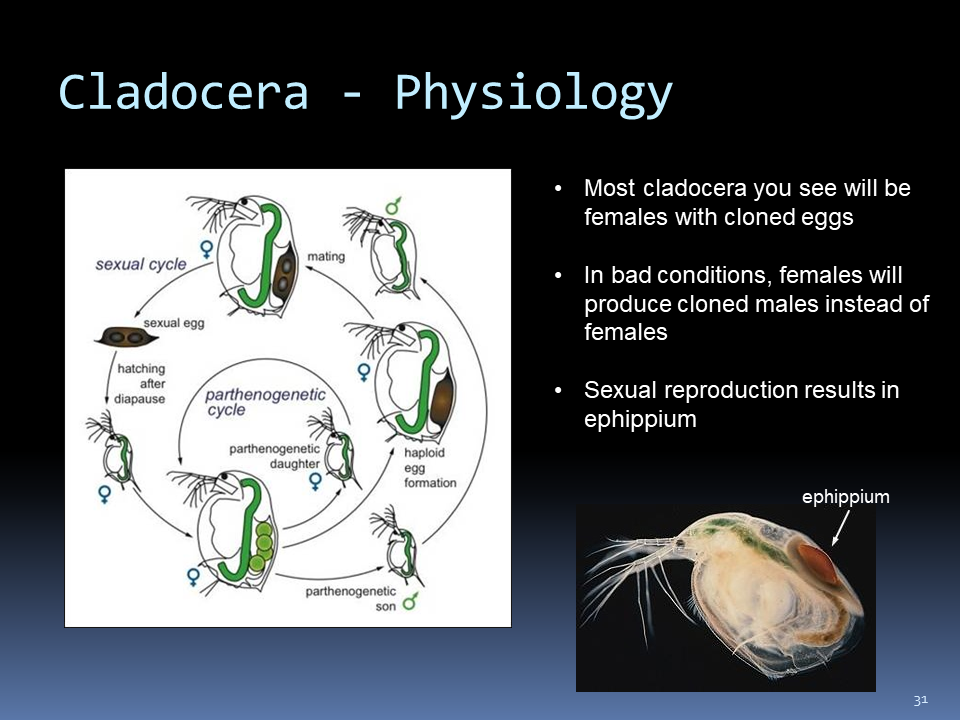 Cladocera - Physiology
sexual cycle
♀
mating
♂
sexual egg
hatching
after
diapause
♀
parthenogenetic
cycle
parthenogenetic
daughter
♀
♀
haploid
egg
formation
♀
parthenogenetic
son ♂
• Most cladocera you see will be
females with cloned eggs
• In bad conditions, females will
produce cloned males instead of
females
• Sexual reproduction results in
ephippium
ephippium
31